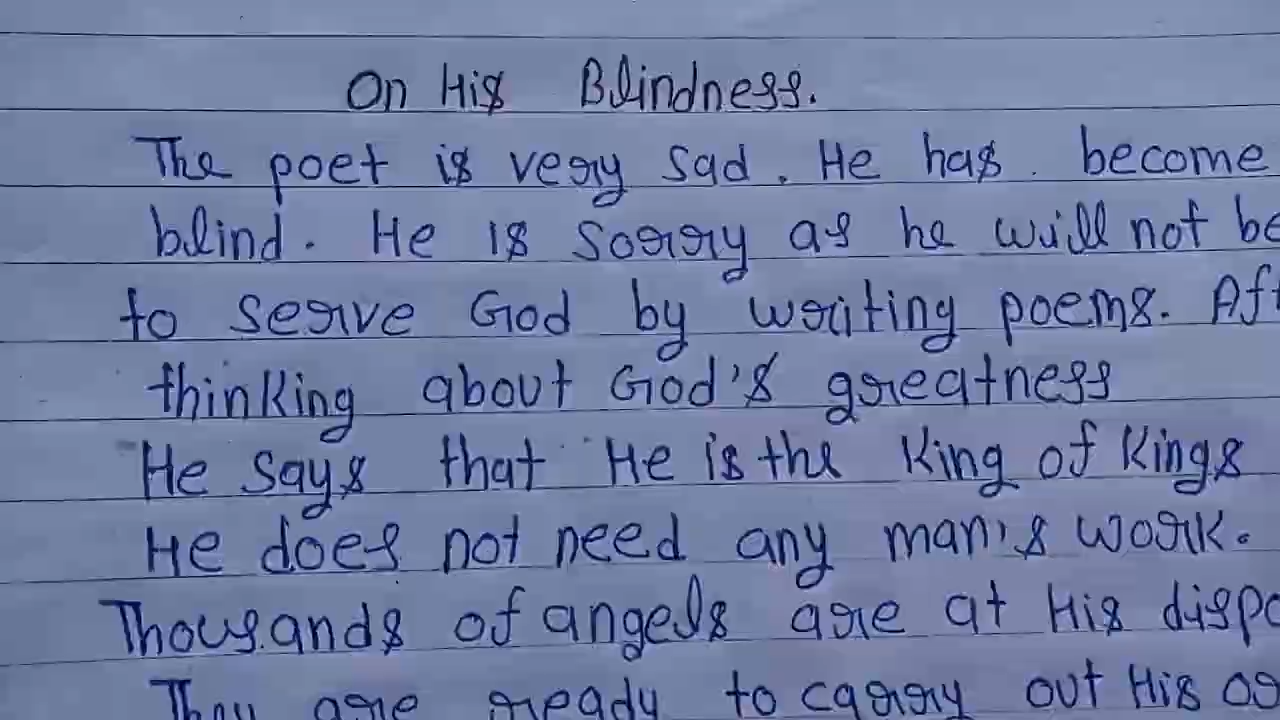 On His Blindness.
The poet is very sad. He has become
blind. He is sorry as he will not be
to serve God by writing poems.
thinking about God's greatness
He says that He is the King of Kings
He does not need any man's work.
Thousands of angels are at His
They are ready to carry out His